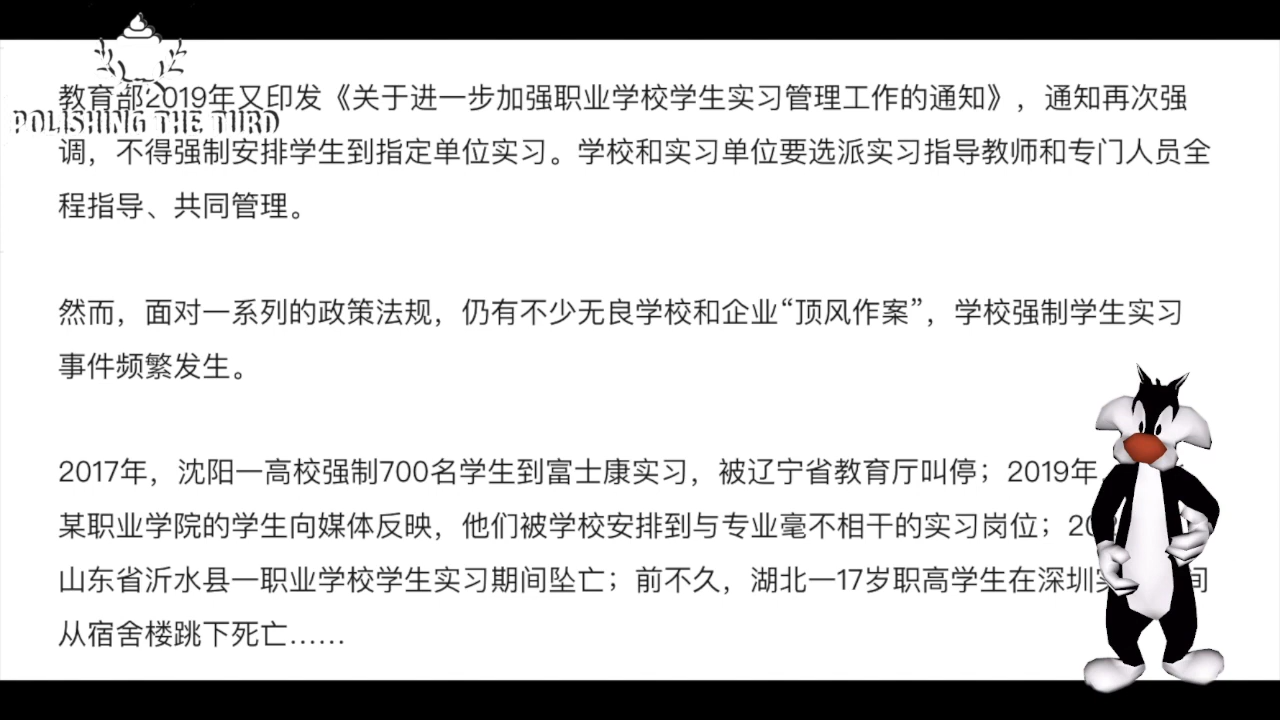 POLISHING THE TURD
教育部2019年又印发《关于进一步加强职业学校学生实习管理工作的通知》，通知再次强
调，不得强制安排学生到指定单位实习。学校和实习单位要选派实习指导教师和专门人员全
程指导、共同管理。
然而，面对一系列的政策法规，仍有不少无良学校和企业“顶风作案”，学校强制学生实习
事件频繁发生。
2017年，沈阳一高校强制700名学生到富士康实习，被辽宁省教育厅叫停；2019年
某职业学院的学生向媒体反映，他们被学校安排到与专业毫不相干的实习岗位；
山东省沂水县一职业学校学生实习期间坠亡；前不久，湖北一17岁职高学生在深圳 间
从宿舍楼跳下死亡……